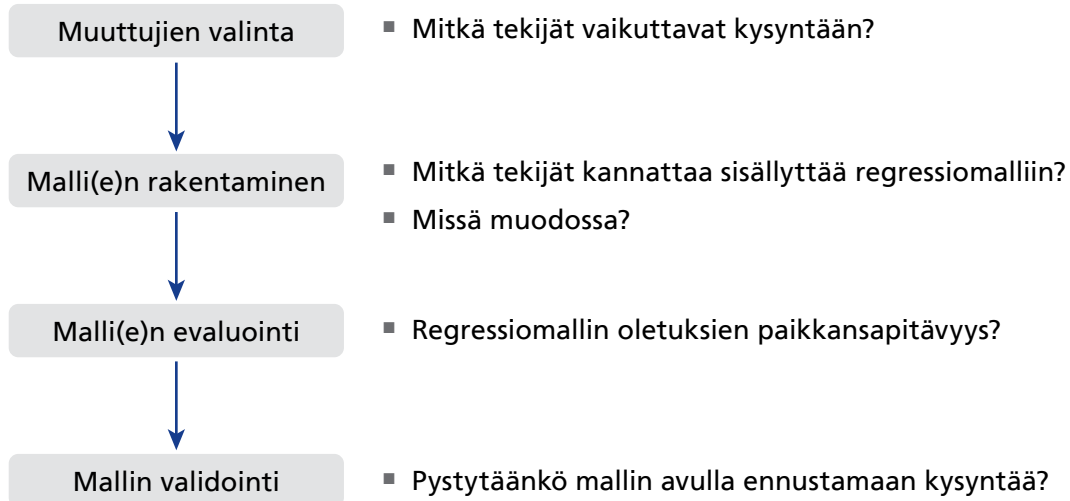 Muuttujien valinta
▪ Mitkä tekijät vaikuttavat kysyntään?
Malli(e)n rakentaminen
▪ Mitkä tekijät kannattaa sisällyttää regressiomalliin?
▪ Missä muodossa?
Malli(e)n evaluointi
▪ Regressiomallin oletuksien paikkansapitävyys?
Mallin validointi
▪ Pystytäänkö mallin avulla ennustamaan kysyntää?